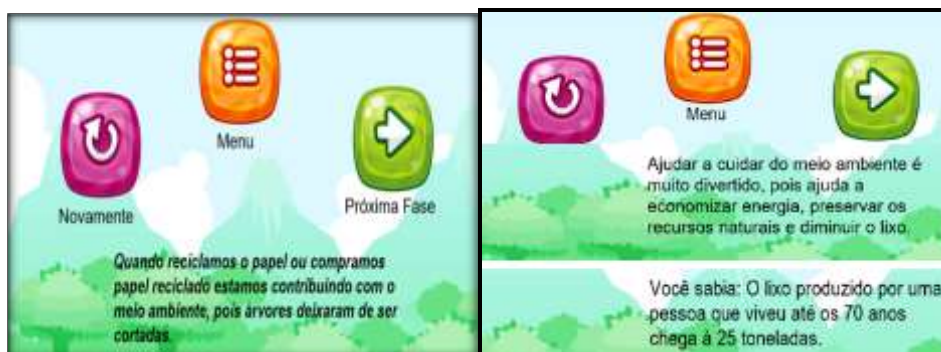 Menu
Novamente
Próxima Fase
Quando reciclamos o papel ou compramos
papel reciclado estamos contribuindo com o
meio ambiente, pois árvores deixaram de ser
cortadas.
Menu
Ajudar a cuidar do meio ambiente é
muito divertido, pois ajuda a
economizar energia, preservar os
recursos naturais e diminuir o lixo.
Você sabia: O lixo produzido por uma
pessoa que viveu até os 70 anos
chega à 25 toneladas.